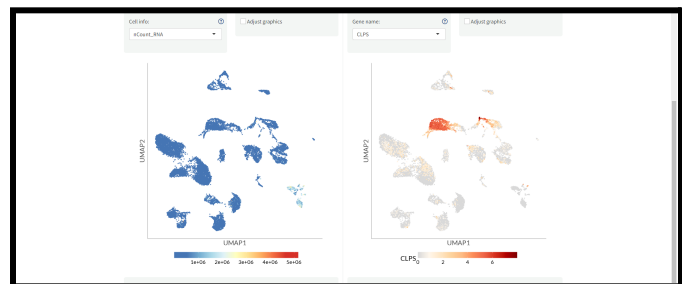 Cell info:
Adjust graphics
nCount_RNA
Gene name:
Adjust graphics
CLPS
UMAP2
UMAP1
1e+06 2e+06 3e+06 4e+06 5e+06
UMAP2
UMAP1
CLPS
0 2 4 6